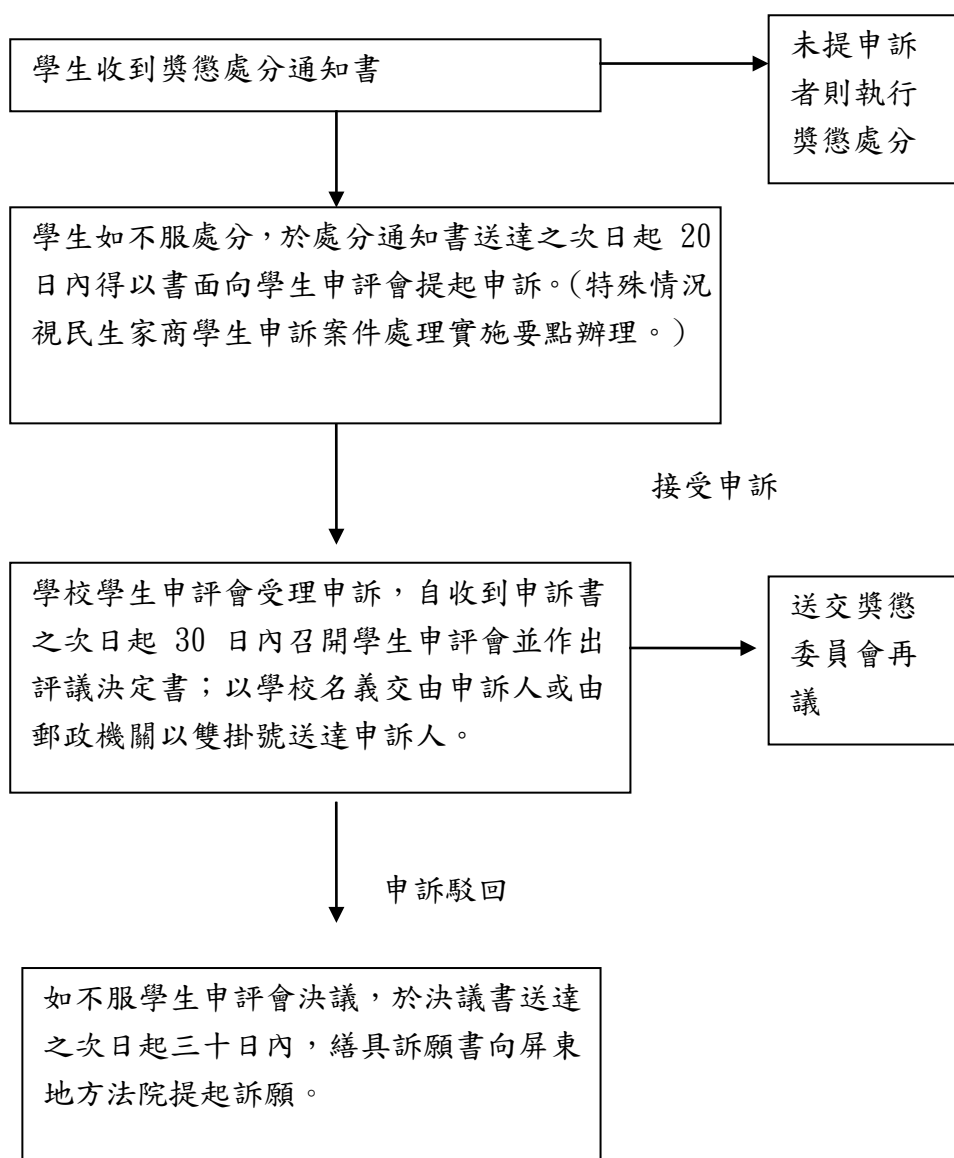 學生收到獎懲處分通知書
未提申訴
者則執行
獎懲處分
學生如不服處分，於處分通知書送達之次日起 20
日內得以書面向學生申評會提起申訴。（特殊情況
視民生家商學生申訴案件處理實施要點辦理。）
接受申訴
學校學生申評會受理申訴，自收到申訴書
之次日起 30 日內召開學生申評會並作出
評議決定書；以學校名義交由申訴人或由
郵政機關以雙掛號送達申訴人。
送交獎懲
委員會再
議
申訴駁回
如不服學生申評會決議，於決議書送達
之次日起三十日內，繕具訴願書向屏東
地方法院提起訴願。